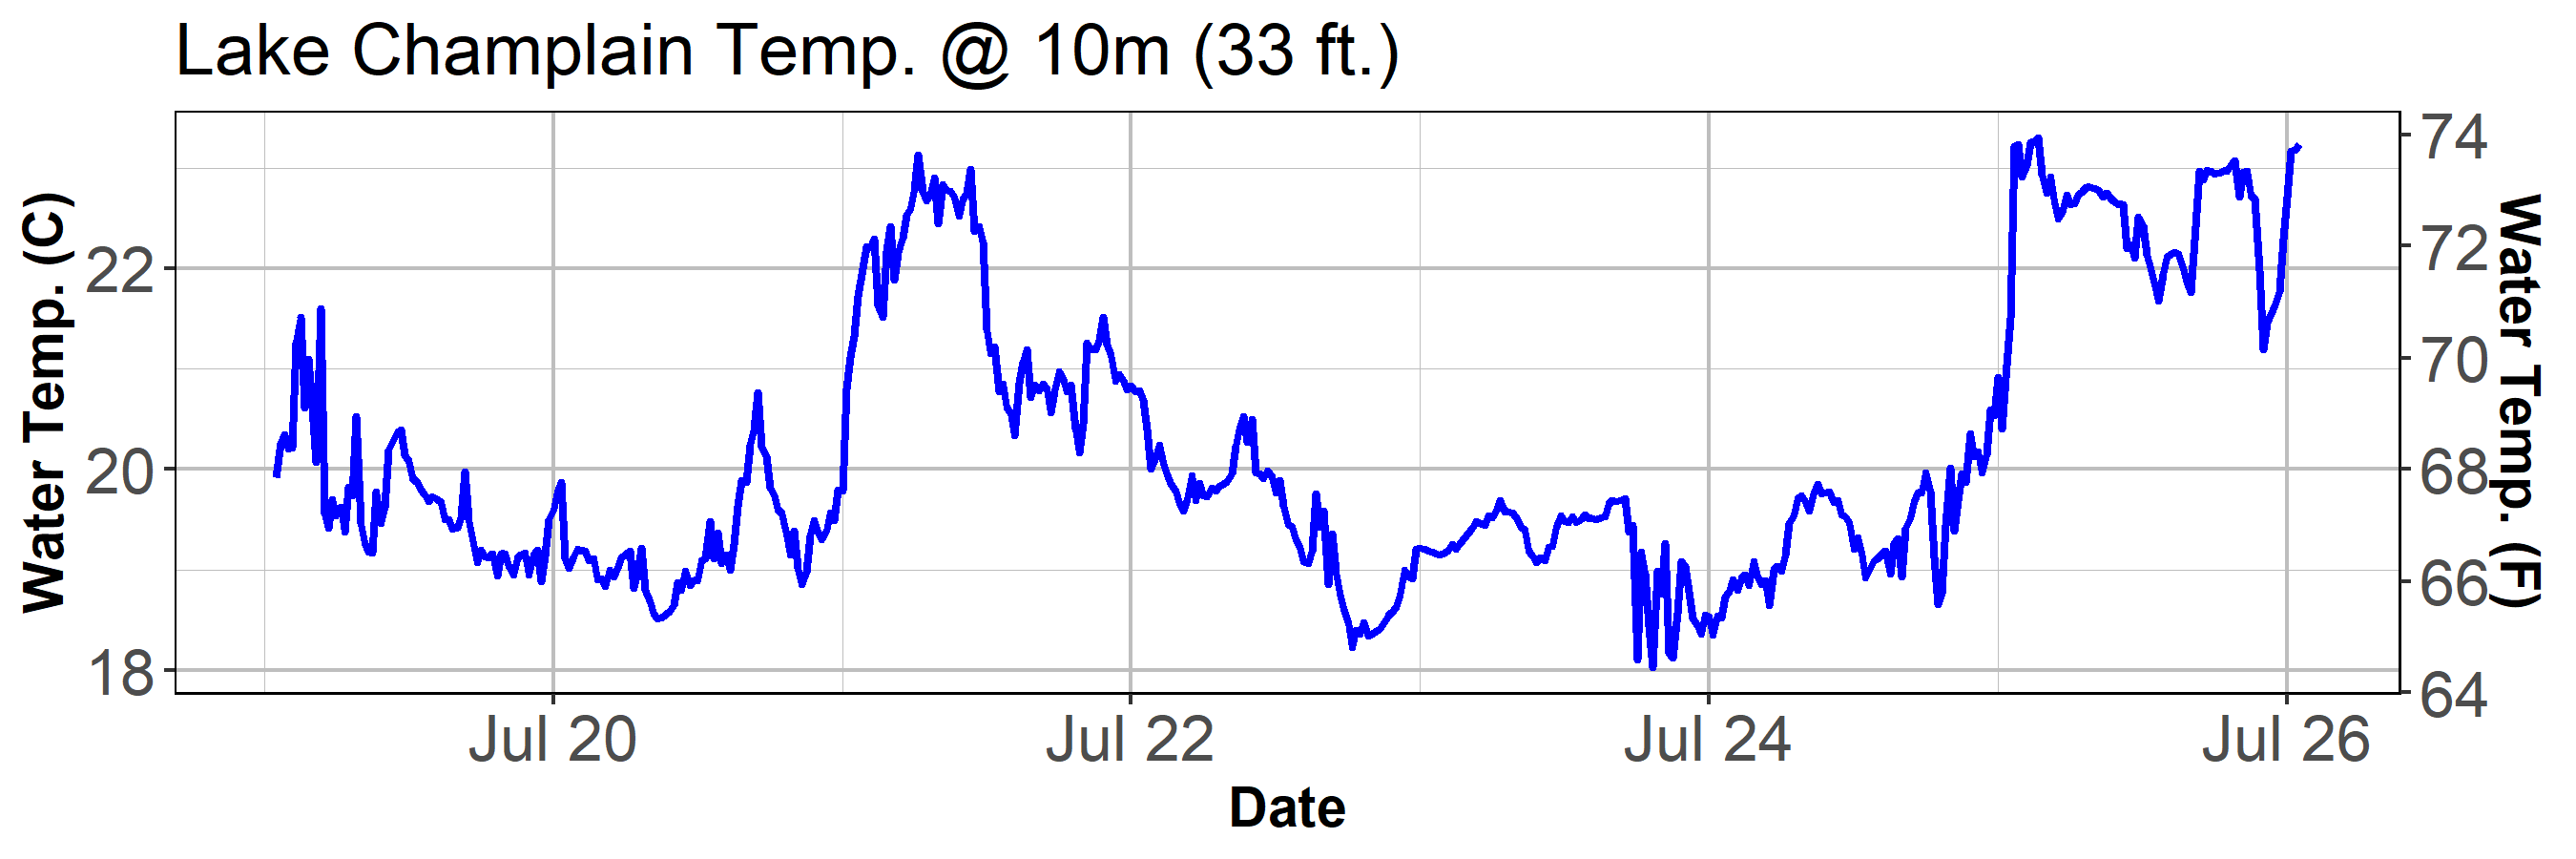 Lake Champlain Temp. @ 10m (33 ft.)
Water Temp. (C)
22
20
18
74
72
70
68
66
64
Water Temp. (F)
Jul 20
Jul 22
Jul 24
Jul 26
Date